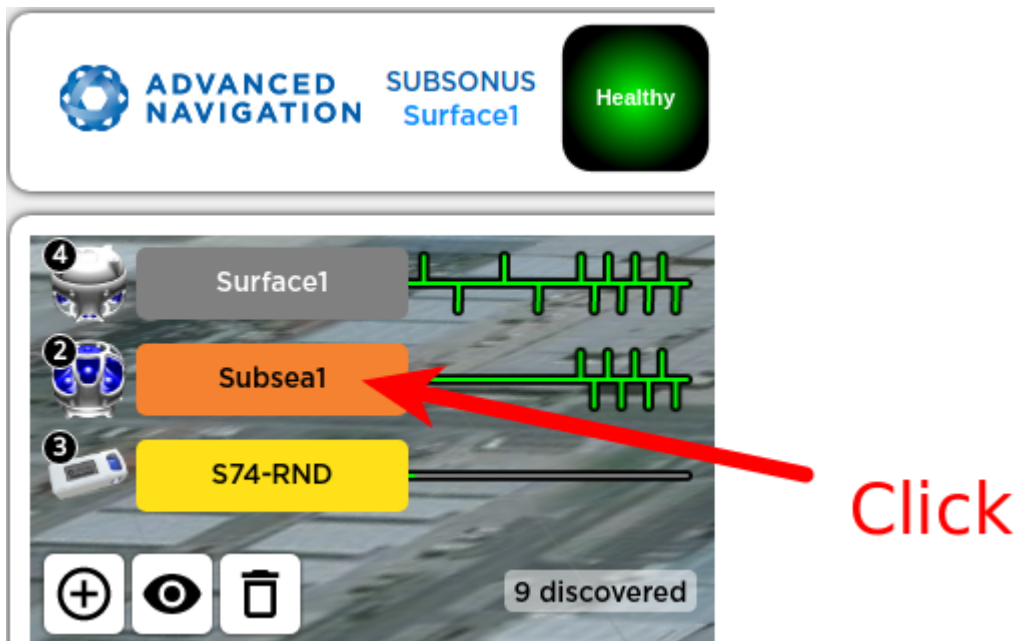 ADVANCED
NAVIGATION
SUBSONUS
Surface1
Healthy
4
Surface1
2
Subsea1
3
S74-RND
Click
9 discovered